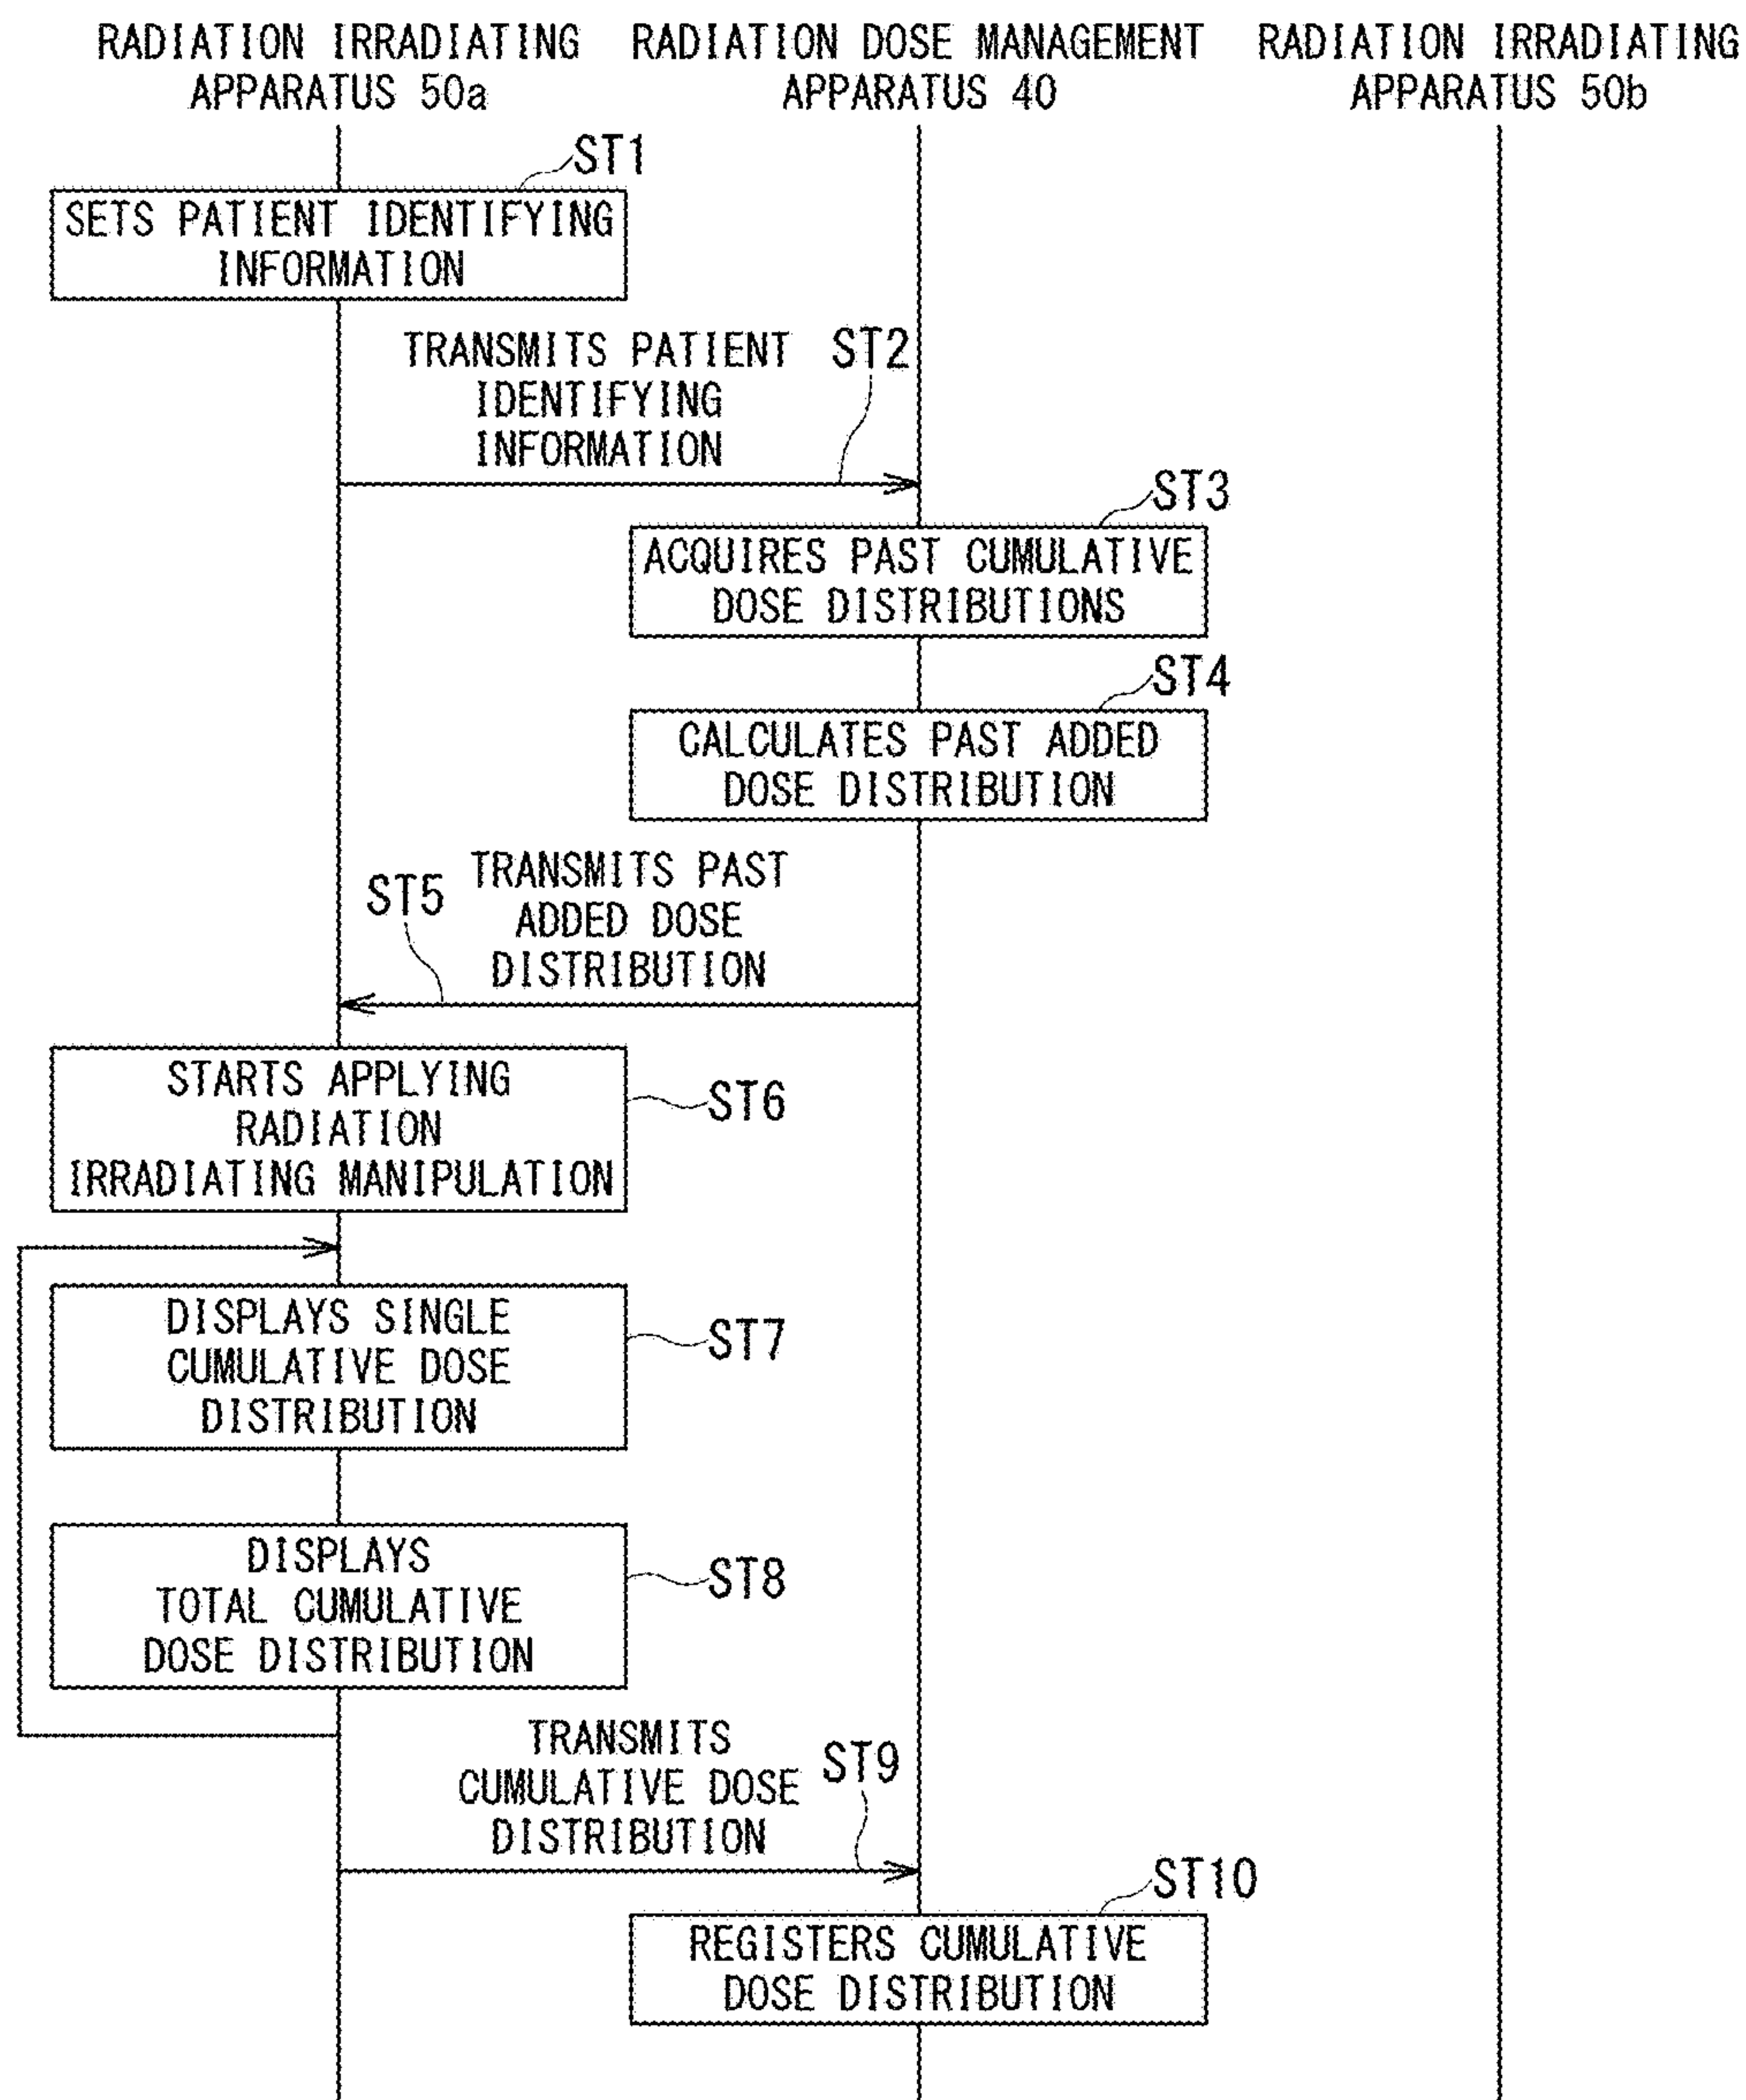 RADIATION IRRADIATING
APPARATUS 50a
RADIATION DOSE MANAGEMENT
APPARATUS 40
RADIATION IRRADIATING
APPARATUS 50b
ST1
SETS PATIENT IDENTIFYING
INFORMATION
TRANSMITS PATIENT
IDENTIFYING
INFORMATION
ST2
ST3
ACQUIRES PAST CUMULATIVE
DOSE DISTRIBUTIONS
ST4
CALCULATES PAST ADDED
DOSE DISTRIBUTION
ST5
TRANSMITS PAST
ADDED DOSE
DISTRIBUTION
STARTS APPLYING
RADIATION
IRRADIATING MANIPULATION
ST6
DISPLAYS SINGLE
CUMULATIVE DOSE
DISTRIBUTION
ST7
DISPLAYS
TOTAL CUMULATIVE
DOSE DISTRIBUTION
ST8
TRANSMITS
CUMULATIVE DOSE
DISTRIBUTION
ST9
ST10
REGISTERS CUMULATIVE
DOSE DISTRIBUTION